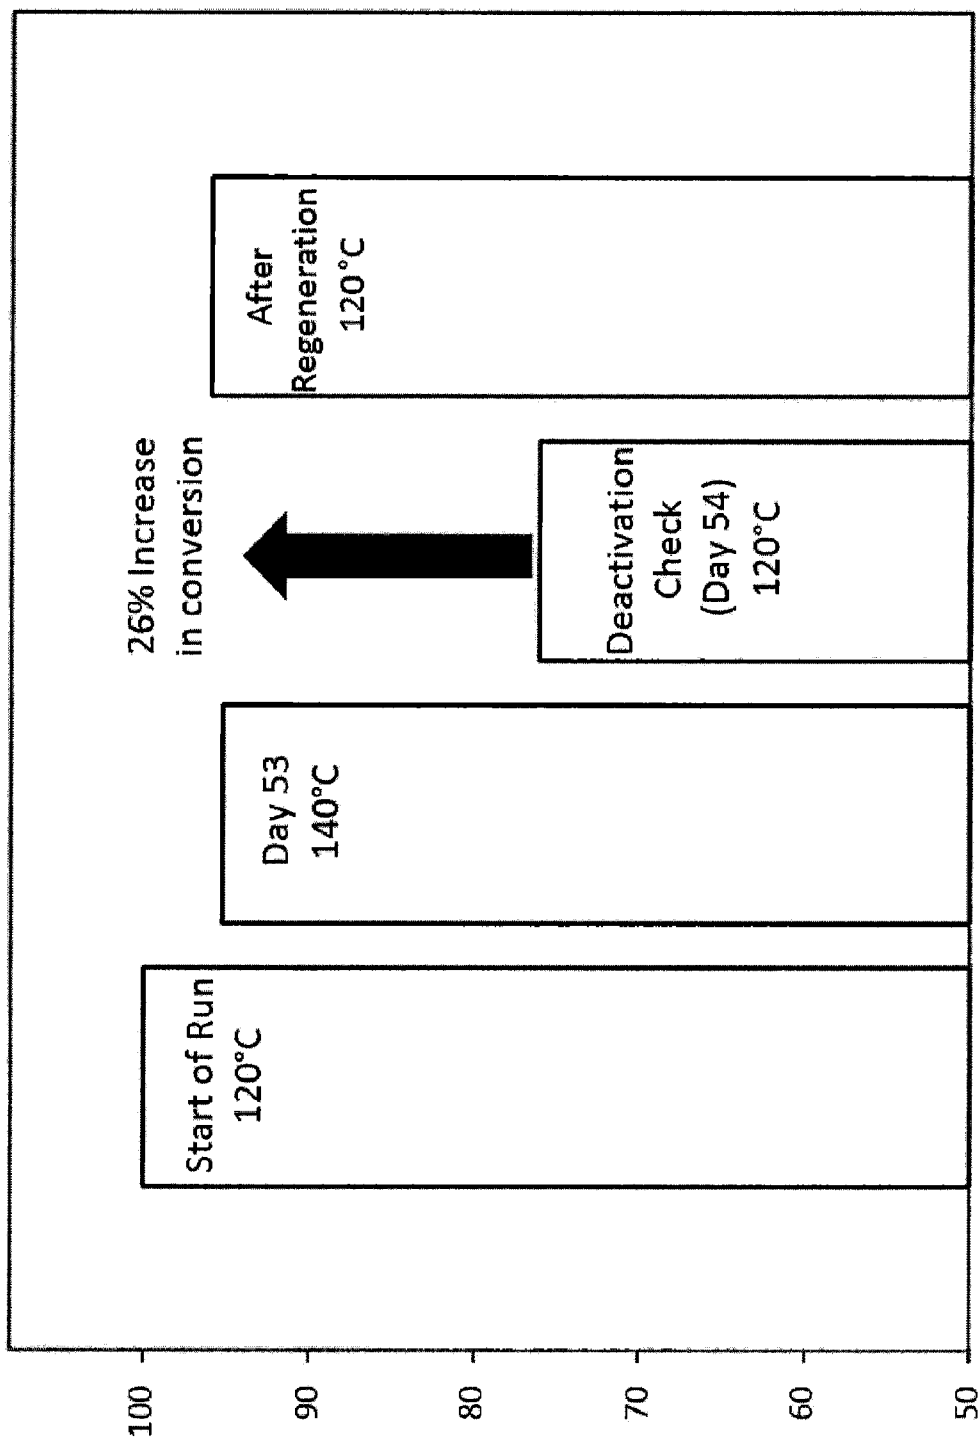 100
90
80
70
60
50
Start of Run
120°C
Day 53
140°C
26% Increase
in conversion
Deactivation
Check
(Day 54)
120°C
After
Regeneration
120°C